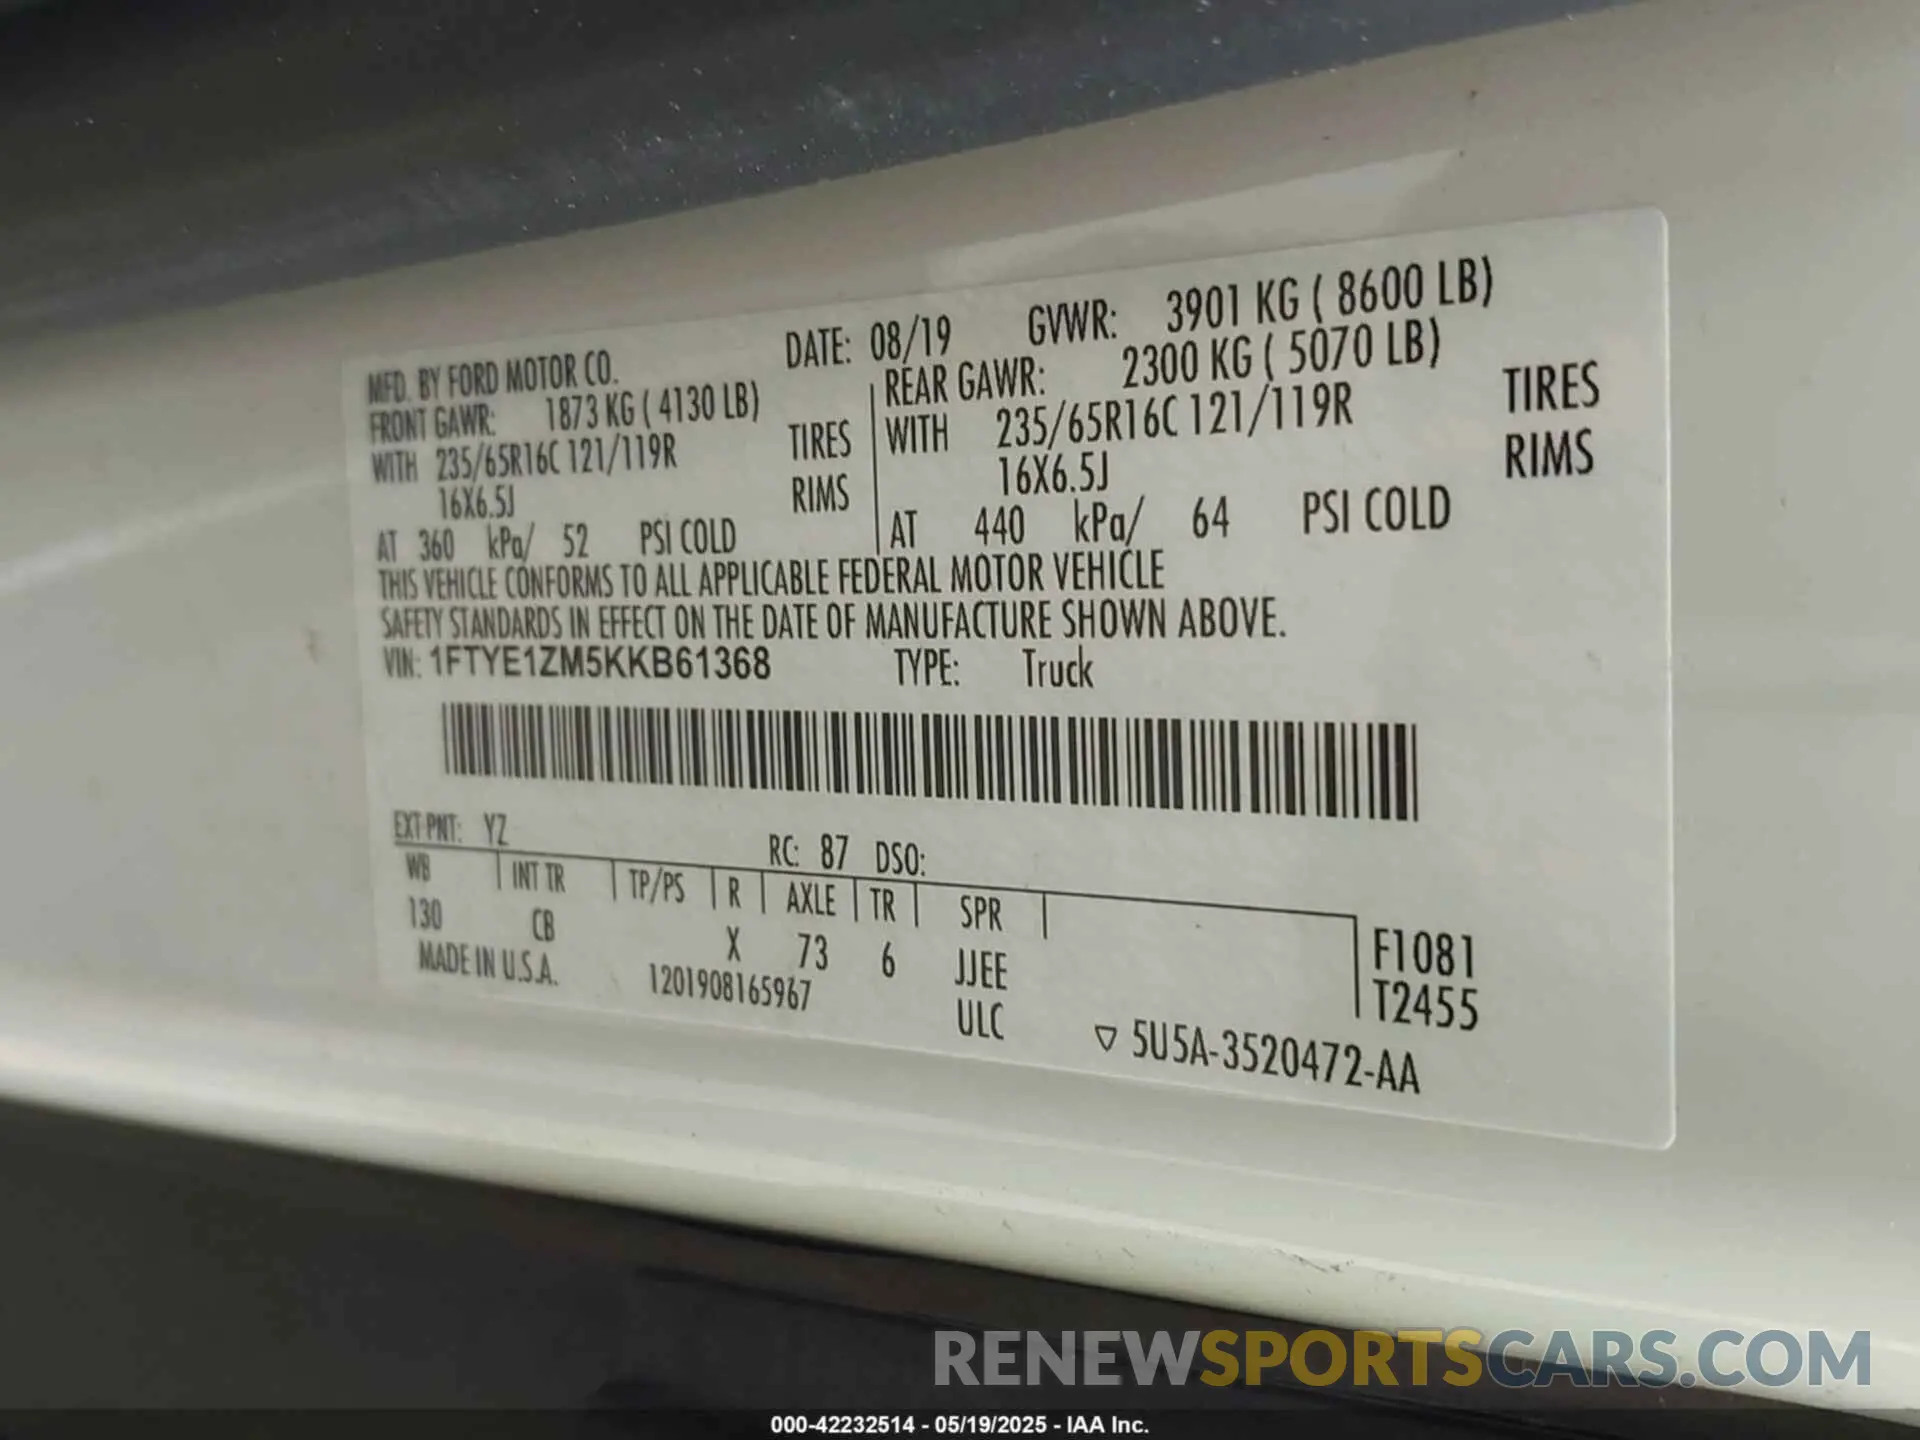 MFD. BY FORD MOTOR CO. DATE: 08/19 GVWR: 3901 KG ( 8600 LB)
FRONT GAWR: 1873 KG ( 4130 LB) REAR GAWR: 2300 KG ( 5070 LB)
WITH 235/65R16C 121/119R TIRES WITH 235/65R16C 121/119R TIRES
16X6.5J RIMS 16X6.5J RIMS
AT 360 kPa/ 52 PSI COLD AT 440 kPa/ 64 PSI COLD
THIS VEHICLE CONFORMS TO ALL APPLICABLE FEDERAL MOTOR VEHICLE
SAFETY STANDARDS IN EFFECT ON THE DATE OF MANUFACTURE SHOWN ABOVE.
VIN: 1FTYE1ZM5KKB61368 TYPE: Truck
EXT PNT: YZ RC: 87 DSO:
WB INT TR TP/PS R AXLE TR SPR
130 CB X 73 6 JJEE F1081
MADE IN U.S.A. 1201908165967 ULC T2455
5U5A-3520472-AA
RENEWSPORTSCARS.COM
000-42232514 - 05/19/2025 - IAA Inc.